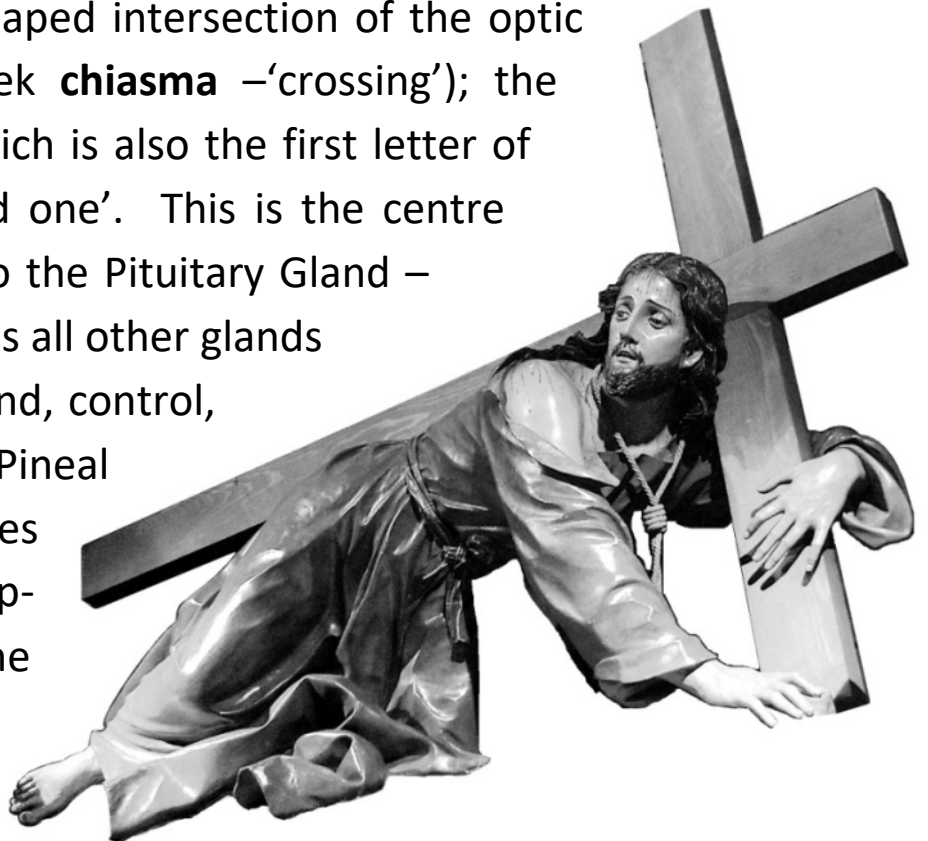 aped intersection of the optic
ek chiasma –‘crossing’); the
ich is also the first letter of
d one’.  This is the centre
o the Pituitary Gland –
s all other glands
nd, control,
Pineal
es
p-
ne